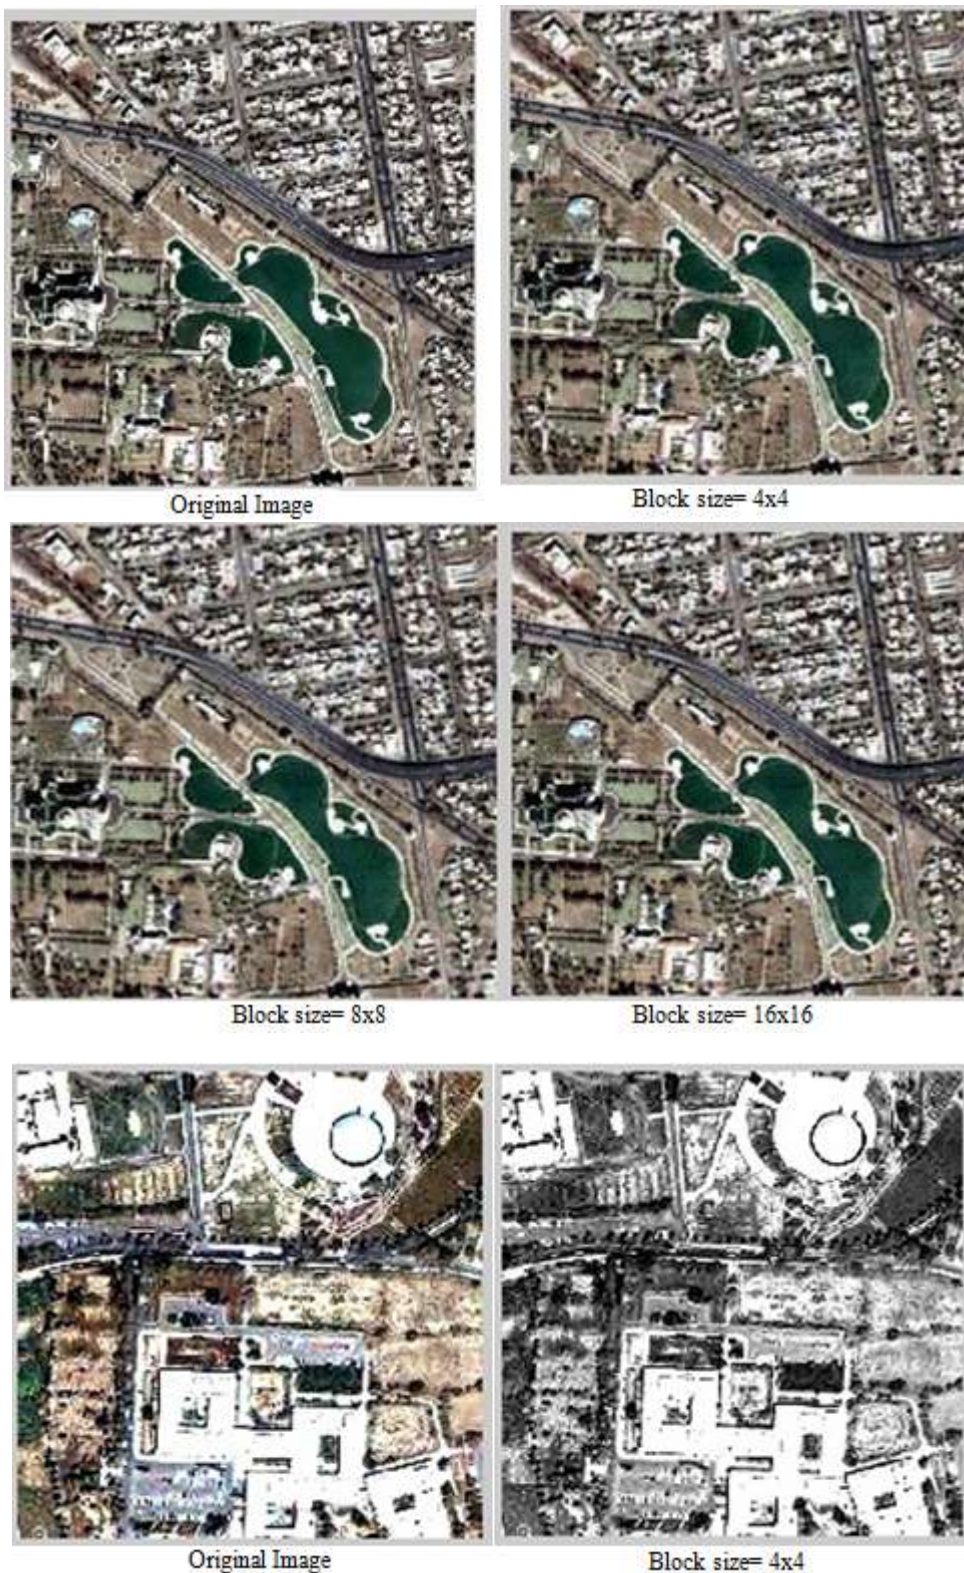 Original Image
Block size= 4x4
Block size= 8x8
Block size= 16x16
Original Image
Block size= 4x4